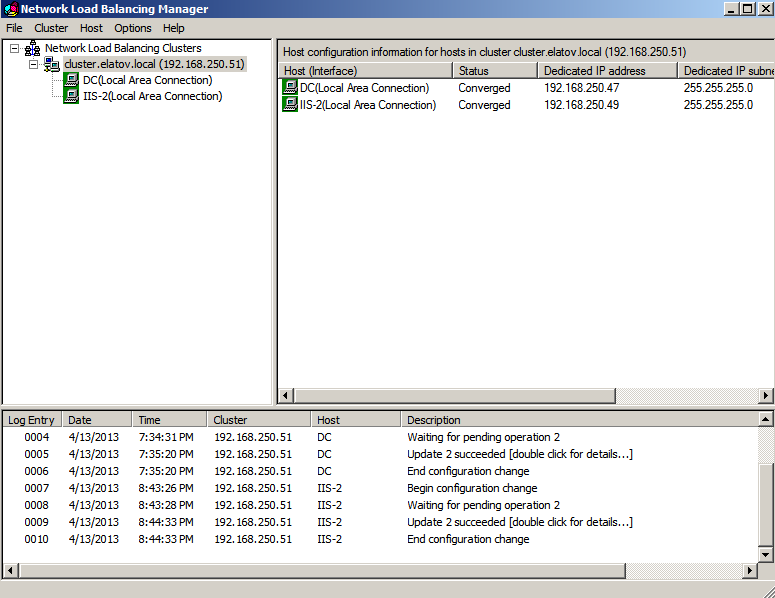 Network Load Balancing Manager
File Cluster Host Options Help
Network Load Balancing Clusters
cluster.elatov.local (192.168.250.51)
DC(Local Area Connection)
IIS-2(Local Area Connection)
Host configuration information for hosts in cluster cluster.elatov.local (192.168.250.51)
Host (Interface) Status Dedicated IP address Dedicated IP subne
DC(Local Area Connection) Converged 192.168.250.47 255.255.255.0
IIS-2(Local Area Connection) Converged 192.168.250.49 255.255.255.0
Log Entry Date Time Cluster Host Description
0004 4/13/2013 7:34:31 PM 192.168.250.51 DC Waiting for pending operation 2
0005 4/13/2013 7:35:20 PM 192.168.250.51 DC Update 2 succeeded [double click for details...]
0006 4/13/2013 7:35:20 PM 192.168.250.51 DC End configuration change
0007 4/13/2013 8:43:26 PM 192.168.250.51 IIS-2 Begin configuration change
0008 4/13/2013 8:43:28 PM 192.168.250.51 IIS-2 Waiting for pending operation 2
0009 4/13/2013 8:44:33 PM 192.168.250.51 IIS-2 Update 2 succeeded [double click for details...]
0010 4/13/2013 8:44:33 PM 192.168.250.51 IIS-2 End configuration change